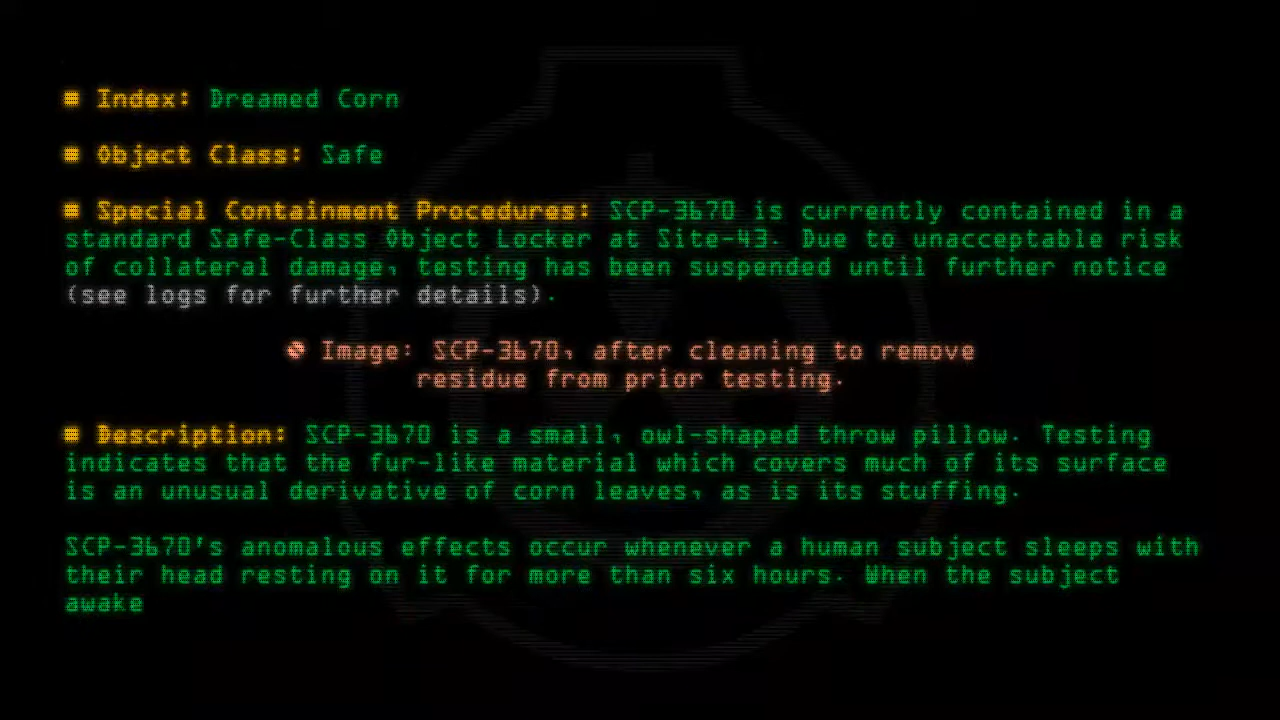 ■ Index: Dreamed Corn
■ Object Class: Safe
■ Special Containment Procedures: SCP-3670 is currently contained in a
standard Safe-Class Object Locker at Site-43. Due to unacceptable risk
of collateral damage, testing has been suspended until further notice
(see logs for further details).
● Image: SCP-3670, after cleaning to remove
residue from prior testing.
■ Description: SCP-3670 is a small, owl-shaped throw pillow. Testing
indicates that the fur-like material which covers much of its surface
is an unusual derivative of corn leaves, as is its stuffing.
SCP-3670's anomalous effects occur whenever a human subject sleeps with
their head resting on it for more than six hours. When the subject
awake